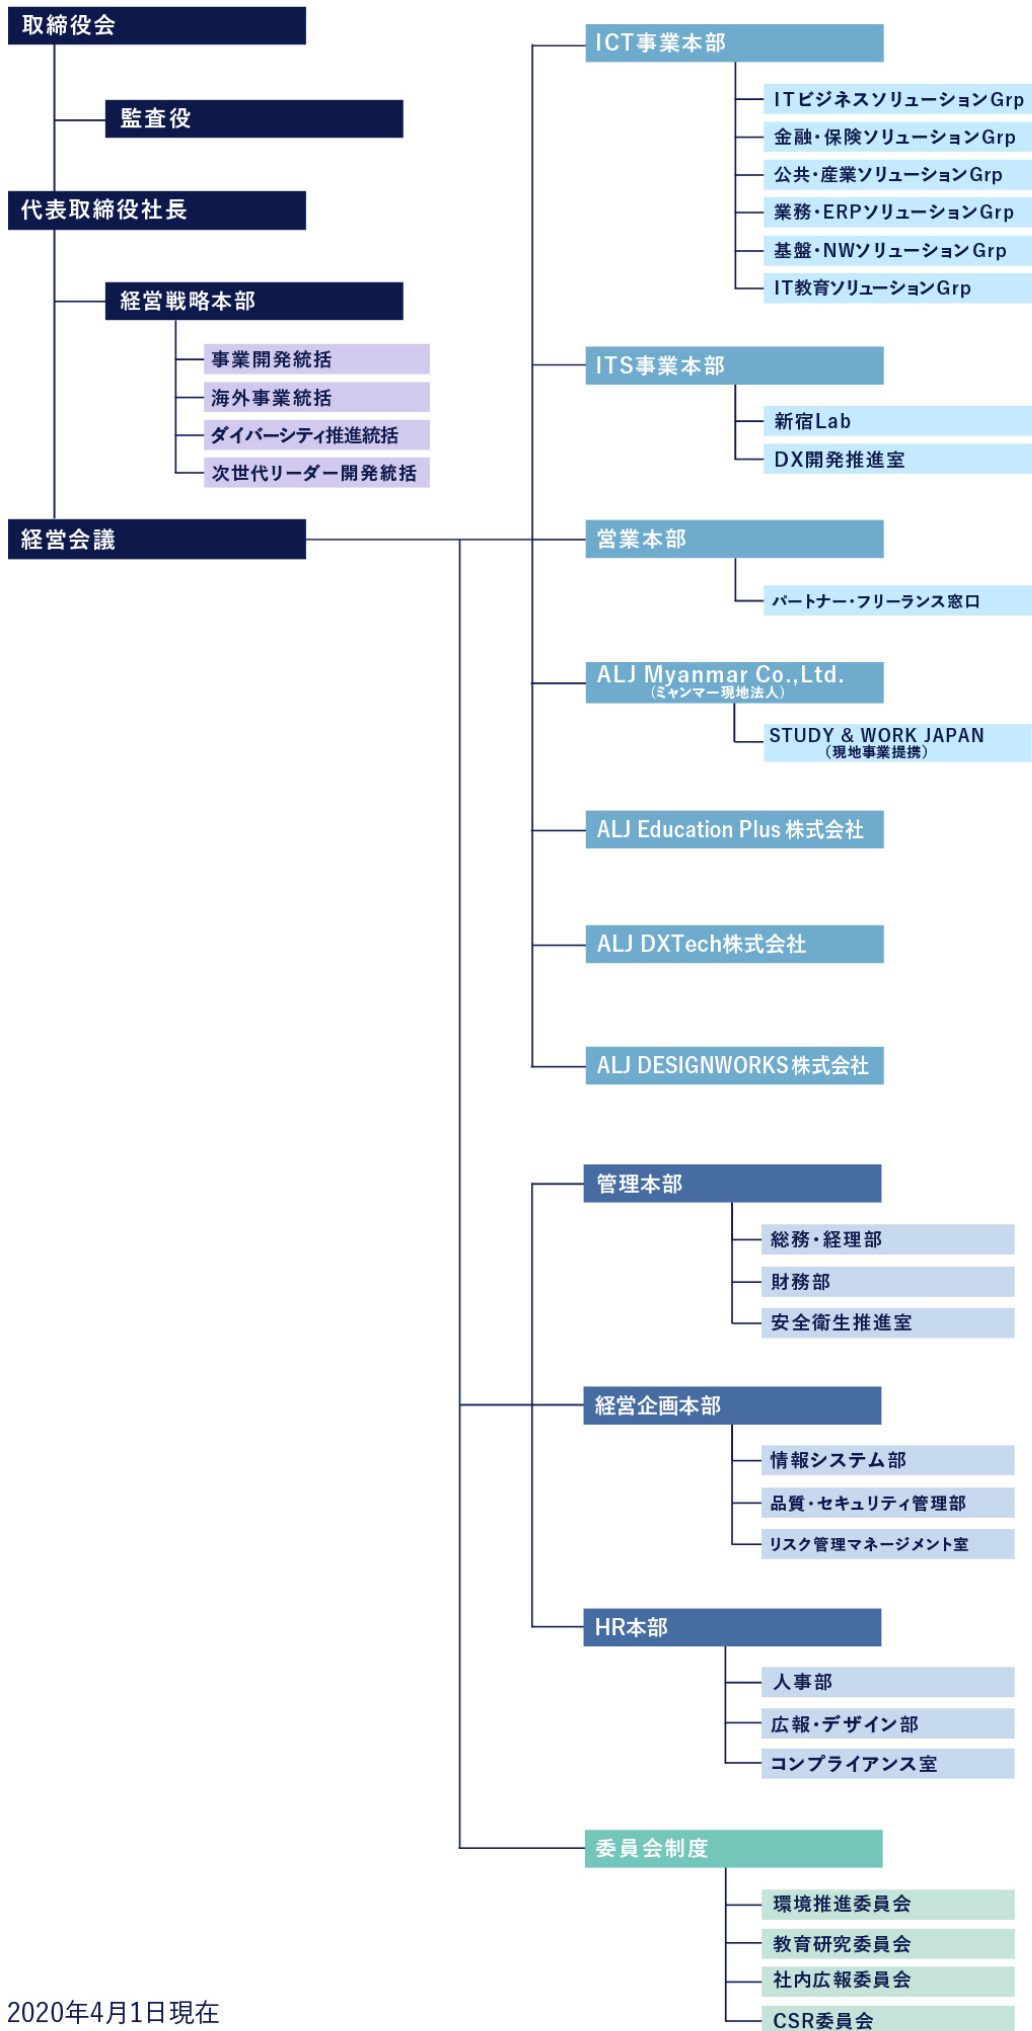 取締役会
監査役
代表取締役社長
経営戦略本部
事業開発統括
海外事業統括
ダイバーシティ推進統括
次世代リーダー開発統括
経営会議
ICT事業本部
ITビジネスソリューションGrp
金融・保険ソリューションGrp
公共・産業ソリューションGrp
業務・ERPソリューションGrp
基盤・NWソリューションGrp
IT教育ソリューションGrp
ITS事業本部
新宿Lab
DX開発推進室
営業本部
パートナー・フリーランス窓口
ALJ Myanmar Co.,Ltd.
(ミャンマー現地法人)
STUDY & WORK JAPAN
(現地事業提携)
ALJ Education Plus 株式会社
ALJ DXTech株式会社
ALJ DESIGNWORKS 株式会社
管理本部
総務・経理部
財務部
安全衛生推進室
経営企画本部
情報システム部
品質・セキュリティ管理部
リスク管理マネージメント室
HR本部
人事部
広報・デザイン部
コンプライアンス室
委員会制度
環境推進委員会
教育研究委員会
社内広報委員会
CSR委員会
2020年4月1日現在